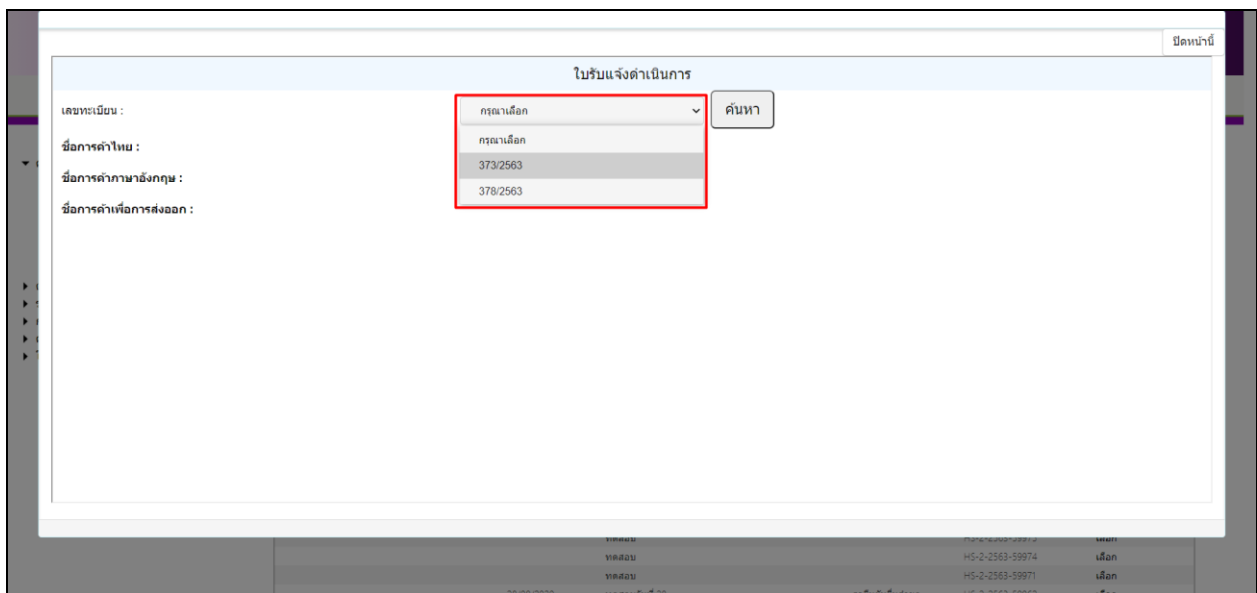 ปิดหน้านี้
ใบรับแจ้งดำเนินการ
เลขทะเบียน :
กรุณาเลือก
ค้นหา
กรุณาเลือก
373/2563
378/2563
ชื่อการค้าไทย :
ชื่อการค้าภาษาอังกฤษ :
ชื่อการค้าเพื่อการส่งออก :
ทดสอบ HS-2-2563-59974 เลือก
ทดสอบ HS-2-2563-59971 เลือก